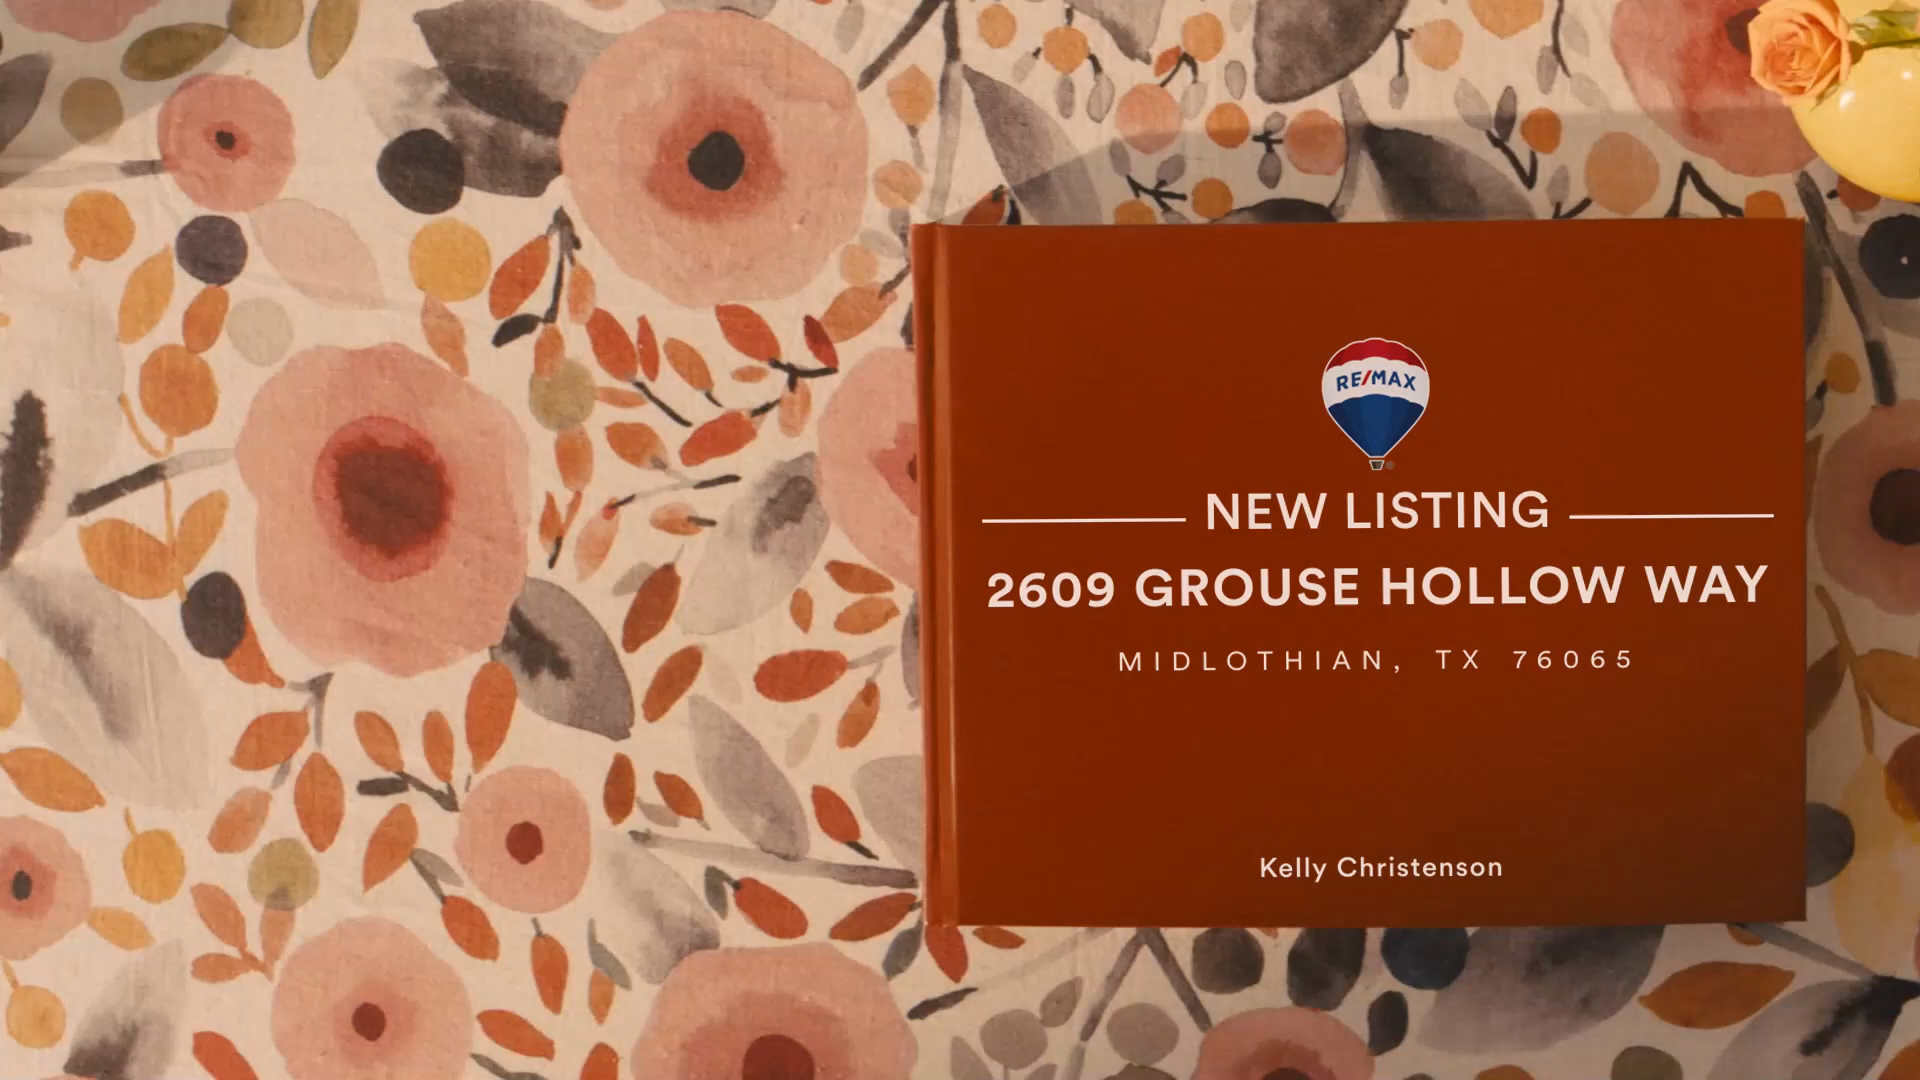 RE/MAX
NEW LISTING
2609 GROUSE HOLLOW WAY
MIDLOTHIAN, TX 76065
Kelly Christenson